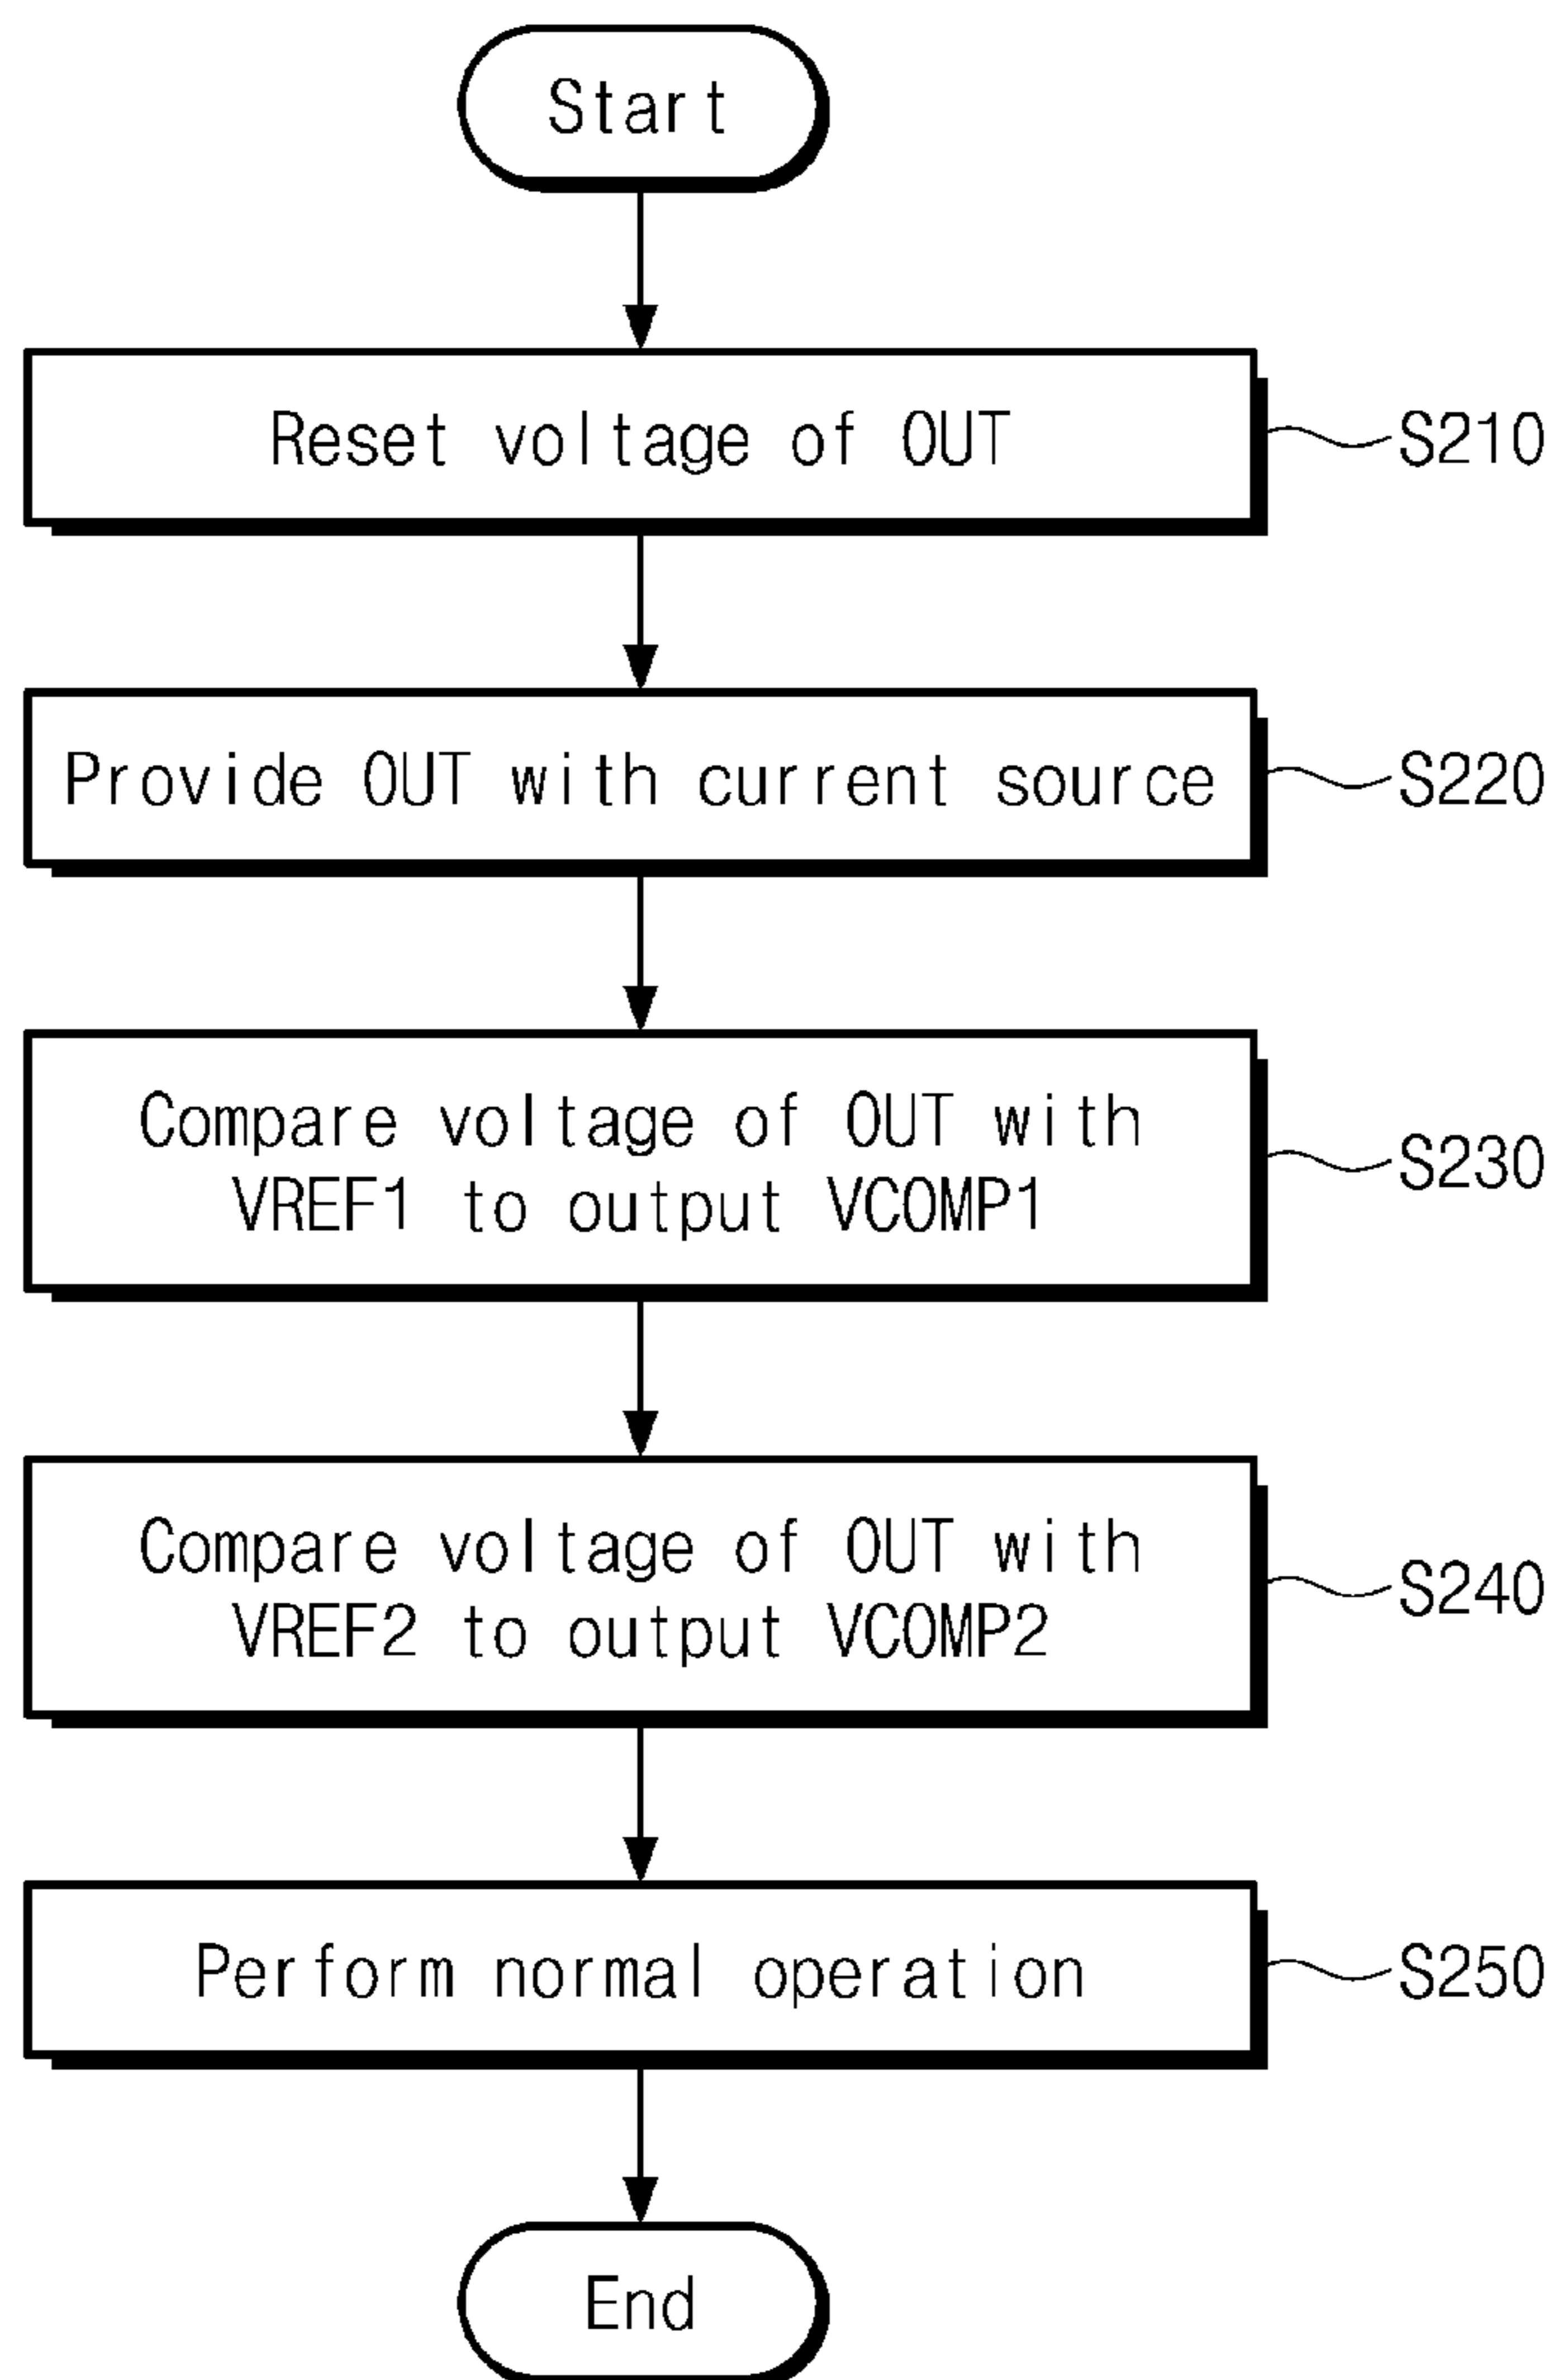 Start
Reset voltage of OUT
S210
Provide OUT with current source
S220
Compare voltage of OUT with
VREF1 to output VCOMP1
S230
Compare voltage of OUT with
VREF2 to output VCOMP2
S240
Perform normal operation
S250
End